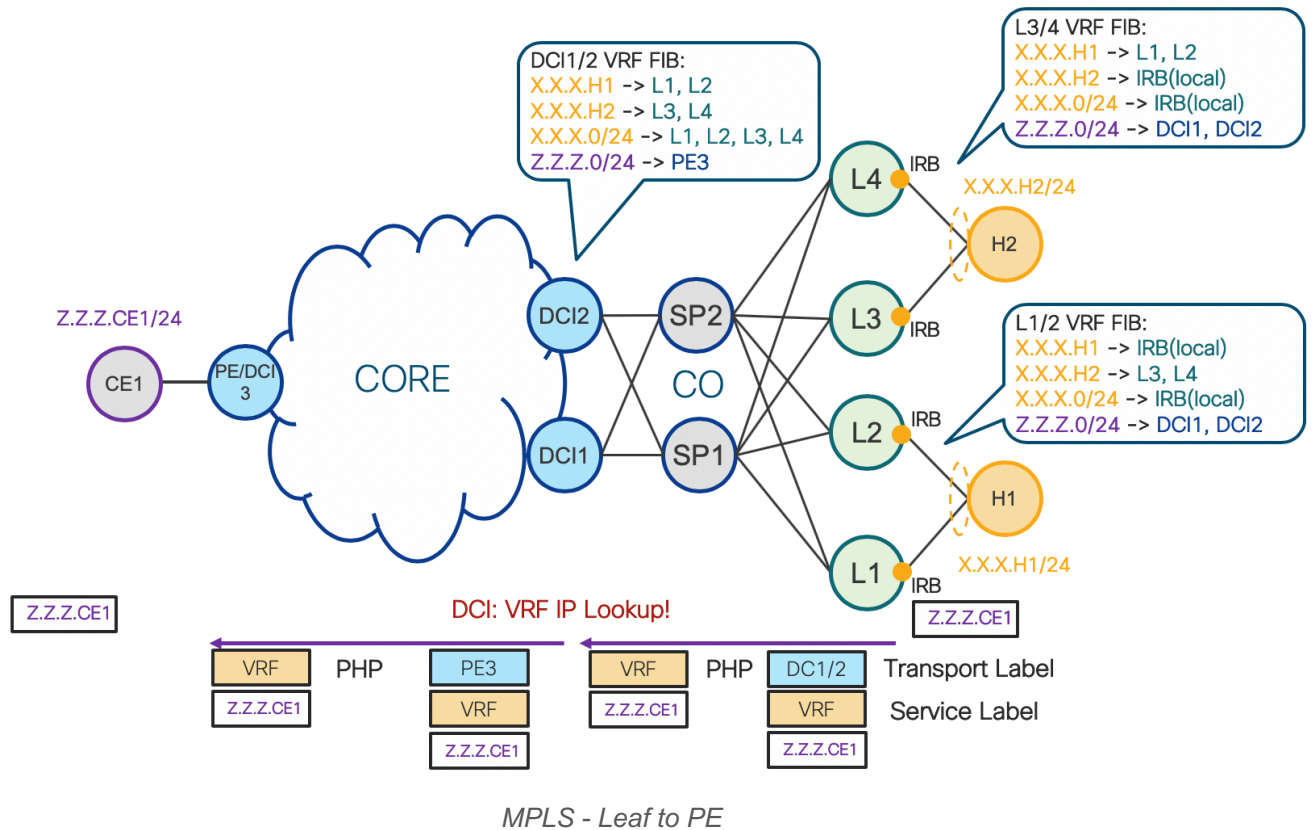 DCI1/2 VRF FIB:
X.X.X.H1 -> L1, L2
X.X.X.H2 -> L3, L4
X.X.X.0/24 -> L1, L2, L3, L4
Z.Z.Z.0/24 -> PE3
L3/4 VRF FIB:
X.X.X.H1 -> L1, L2
X.X.X.H2 -> IRB(local)
X.X.X.0/24 -> IRB(local)
Z.Z.Z.0/24 -> DCI1, DCI2
L4
IRB
X.X.X.H2/24
H2
L3
IRB
Z.Z.Z.CE1/24
CE1
PE/DCI
3
CORE
DCI2
DCI1
SP2
CO
SP1
L1/2 VRF FIB:
X.X.X.H1 -> IRB(local)
X.X.X.H2 -> L3, L4
X.X.X.0/24 -> IRB(local)
Z.Z.Z.0/24 -> DCI1, DCI2
L2
IRB
H1
X.X.X.H1/24
L1
IRB
Z.Z.Z.CE1
DCI: VRF IP Lookup!
Z.Z.Z.CE1
VRF
PHP
PE3
VRF
PHP
DC1/2
Transport Label
Z.Z.Z.CE1
VRF
Z.Z.Z.CE1
VRF
Service Label
Z.Z.Z.CE1
Z.Z.Z.CE1
MPLS - Leaf to PE